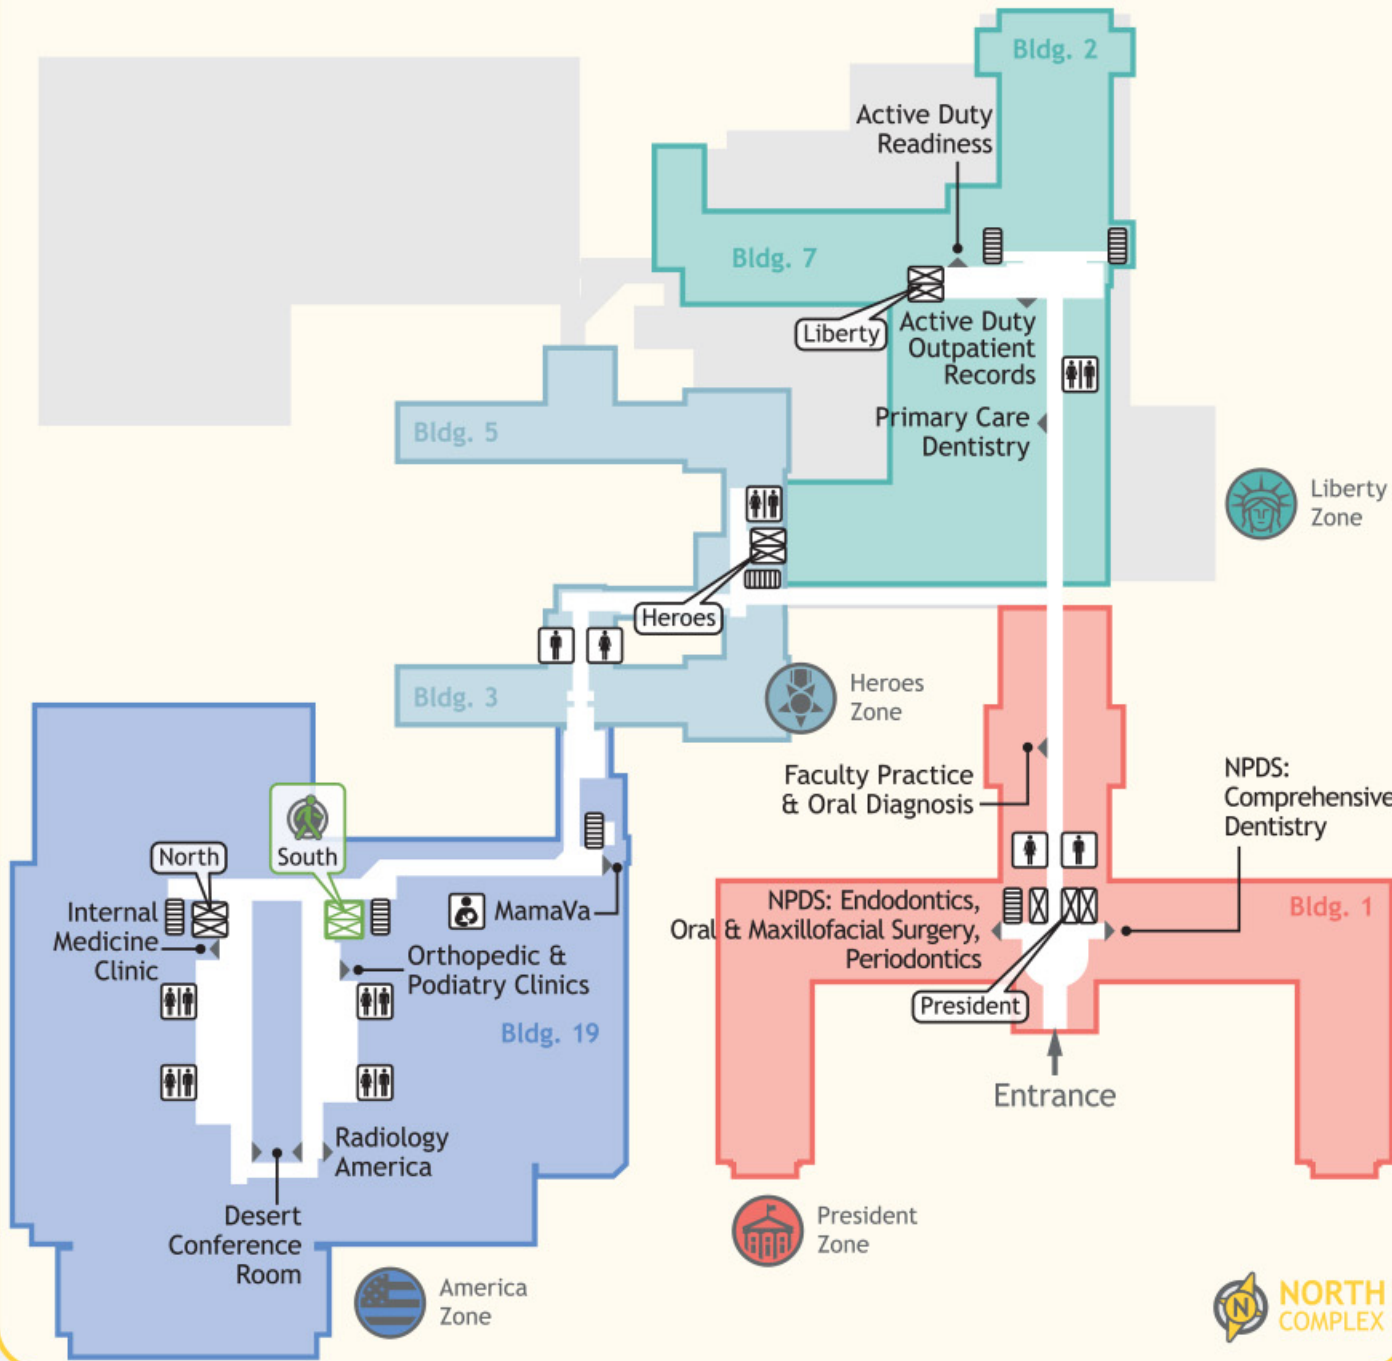 Bldg. 2
Active Duty
Readiness
Bldg. 7
Liberty
Active Duty
Outpatient
Records
Bldg. 5
Primary Care
Dentistry
Liberty
Zone
Heroes
Bldg. 3
Heroes
Zone
Faculty Practice
& Oral Diagnosis
NPDS:
Comprehensive
Dentistry
North
South
Internal
Medicine
Clinic
MamaVa
Orthopedic &
Podiatry Clinics
Bldg. 19
NPDS: Endodontics,
Oral & Maxillofacial Surgery,
Periodontics
Bldg. 1
President
Entrance
Radiology
America
Desert
Conference
Room
President
Zone
America
Zone
N
NORTH
COMPLEX